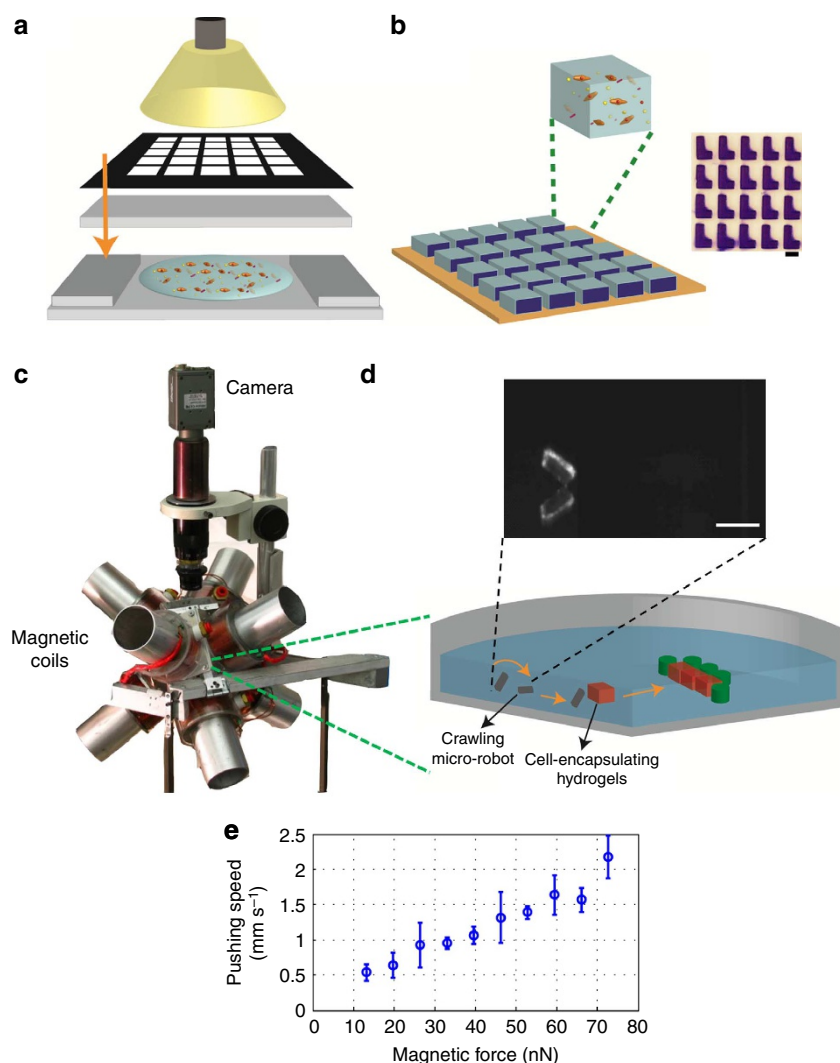 a
b
c
Camera
Magnetic
coils
d
Crawling
micro-robot
Cell-encapsulating
hydrogels
e
2.5
2
1.5
1
0.5
0
Pushing speed
(mm s⁻¹)
0 10 20 30 40 50 60 70 80
Magnetic force (nN)